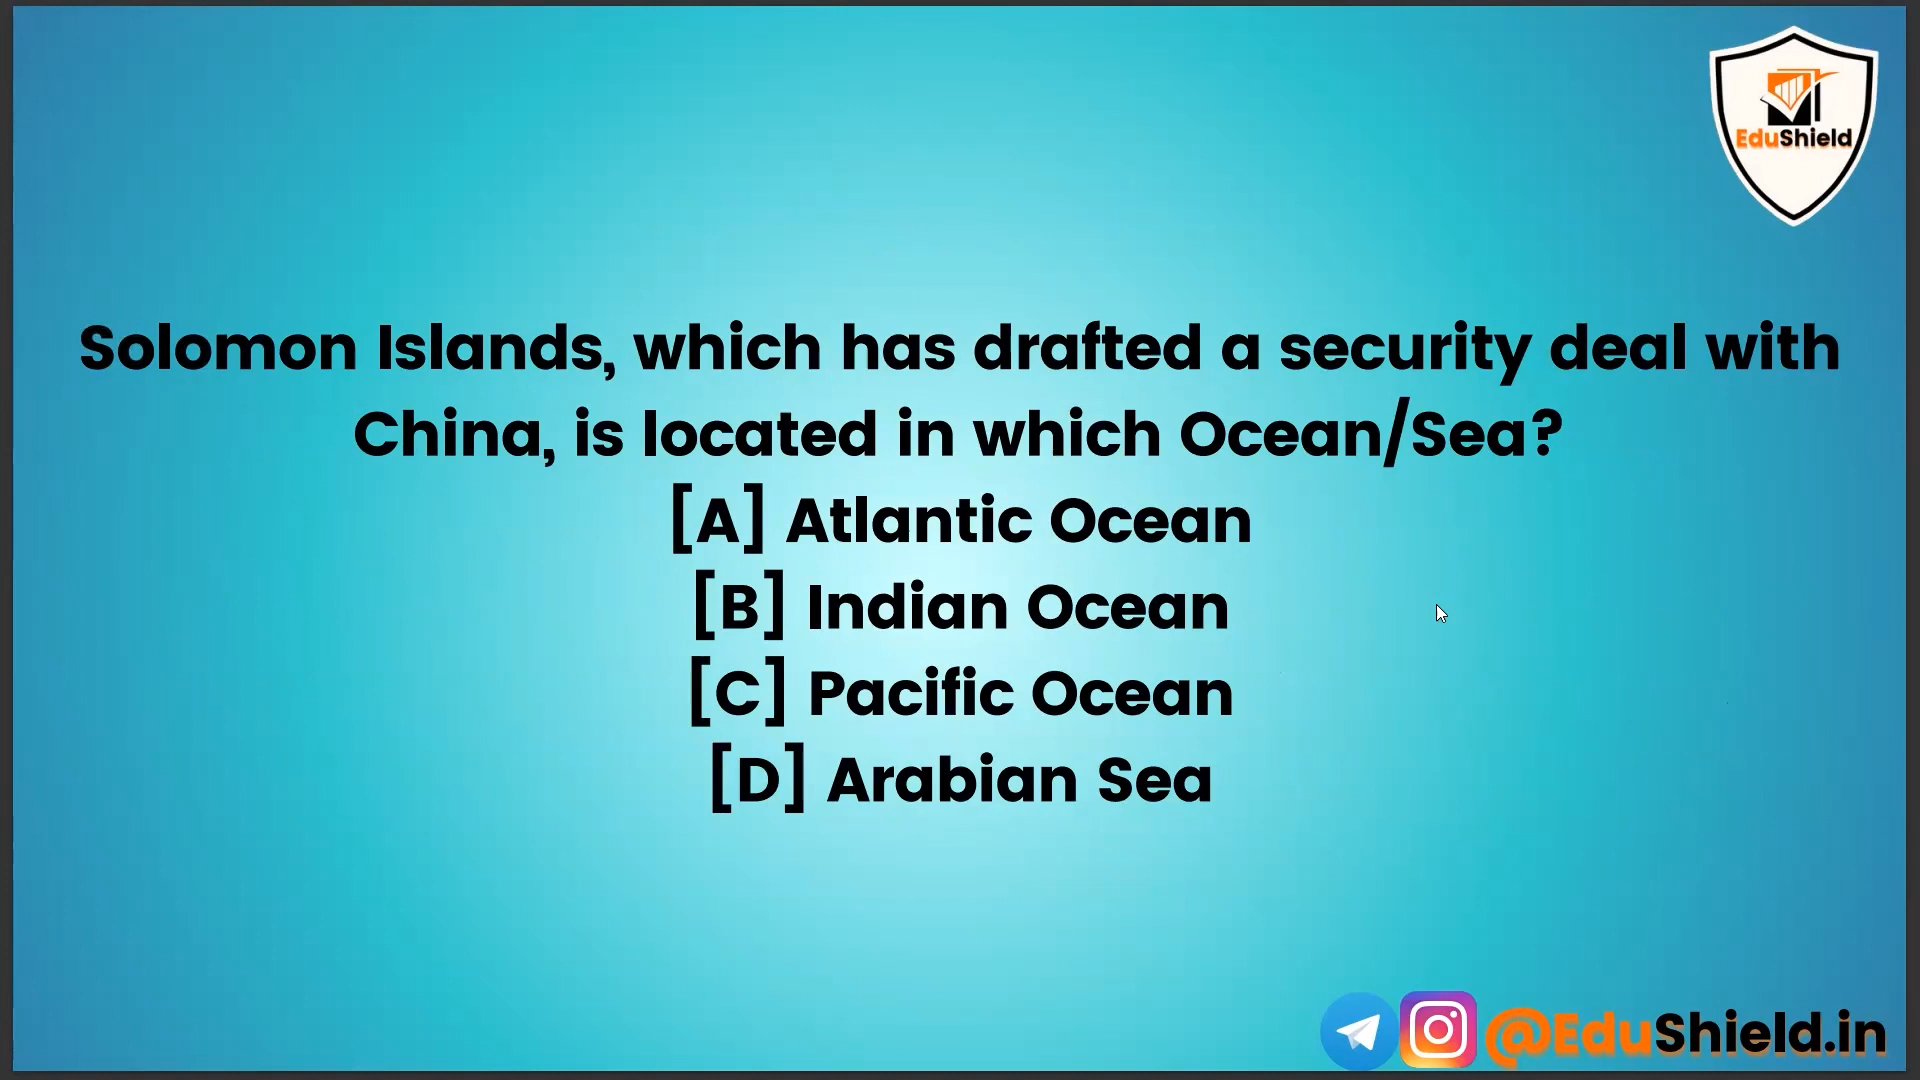 EduShield
Solomon Islands, which has drafted a security deal with
China, is located in which Ocean/Sea?
[A] Atlantic Ocean
[B] Indian Ocean
[C] Pacific Ocean
[D] Arabian Sea
@EduShield.in